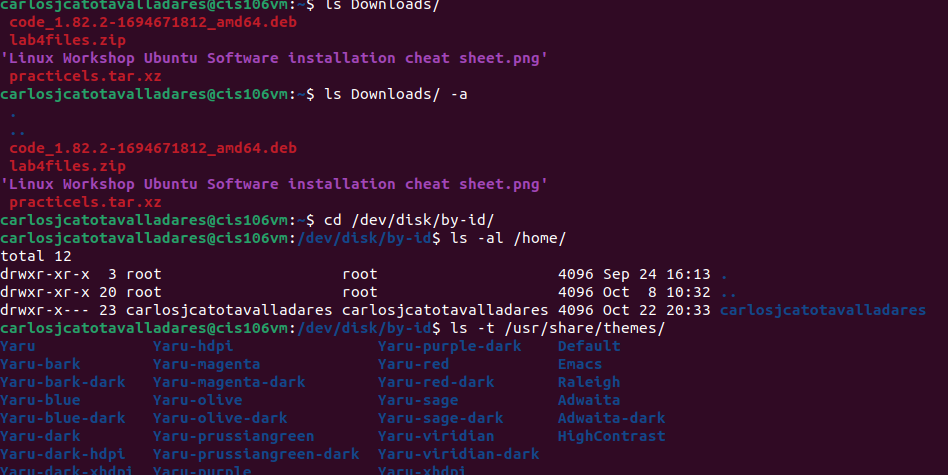 carlosjcatotavalladares@cis106vm:~$ ls Downloads/
code_1.82.2-1694671812_amd64.deb
lab4files.zip
'Linux Workshop Ubuntu Software installation cheat sheet.png'
practicels.tar.xz
carlosjcatotavalladares@cis106vm:~$ ls Downloads/ -a
.
..
code_1.82.2-1694671812_amd64.deb
lab4files.zip
'Linux Workshop Ubuntu Software installation cheat sheet.png'
practicels.tar.xz
carlosjcatotavalladares@cis106vm:~$ cd /dev/disk/by-id/
carlosjcatotavalladares@cis106vm:/dev/disk/by-id$ ls -al /home/
total 12
drwxr-xr-x  3 root                    root                    4096 Sep 24 16:13 .
drwxr-xr-x 20 root                    root                    4096 Oct  8 10:32 ..
drwxr-x--- 23 carlosjcatotavalladares carlosjcatotavalladares 4096 Oct 22 20:33 carlosjcatotavalladares
carlosjcatotavalladares@cis106vm:/dev/disk/by-id$ ls -t /usr/share/themes/
Yaru             Yaru-hdpi              Yaru-purple-dark    Default
Yaru-bark        Yaru-magenta           Yaru-red            Emacs
Yaru-bark-dark   Yaru-magenta-dark      Yaru-red-dark       Raleigh
Yaru-blue        Yaru-olive             Yaru-sage           Adwaita
Yaru-blue-dark   Yaru-olive-dark        Yaru-sage-dark      Adwaita-dark
Yaru-dark        Yaru-prussiangreen     Yaru-viridian       HighContrast
Yaru-dark-hdpi   Yaru-prussiangreen-dark  Yaru-viridian-dark
Yaru-dark-xhdpi  Yaru-purple            Yaru-xhdpi